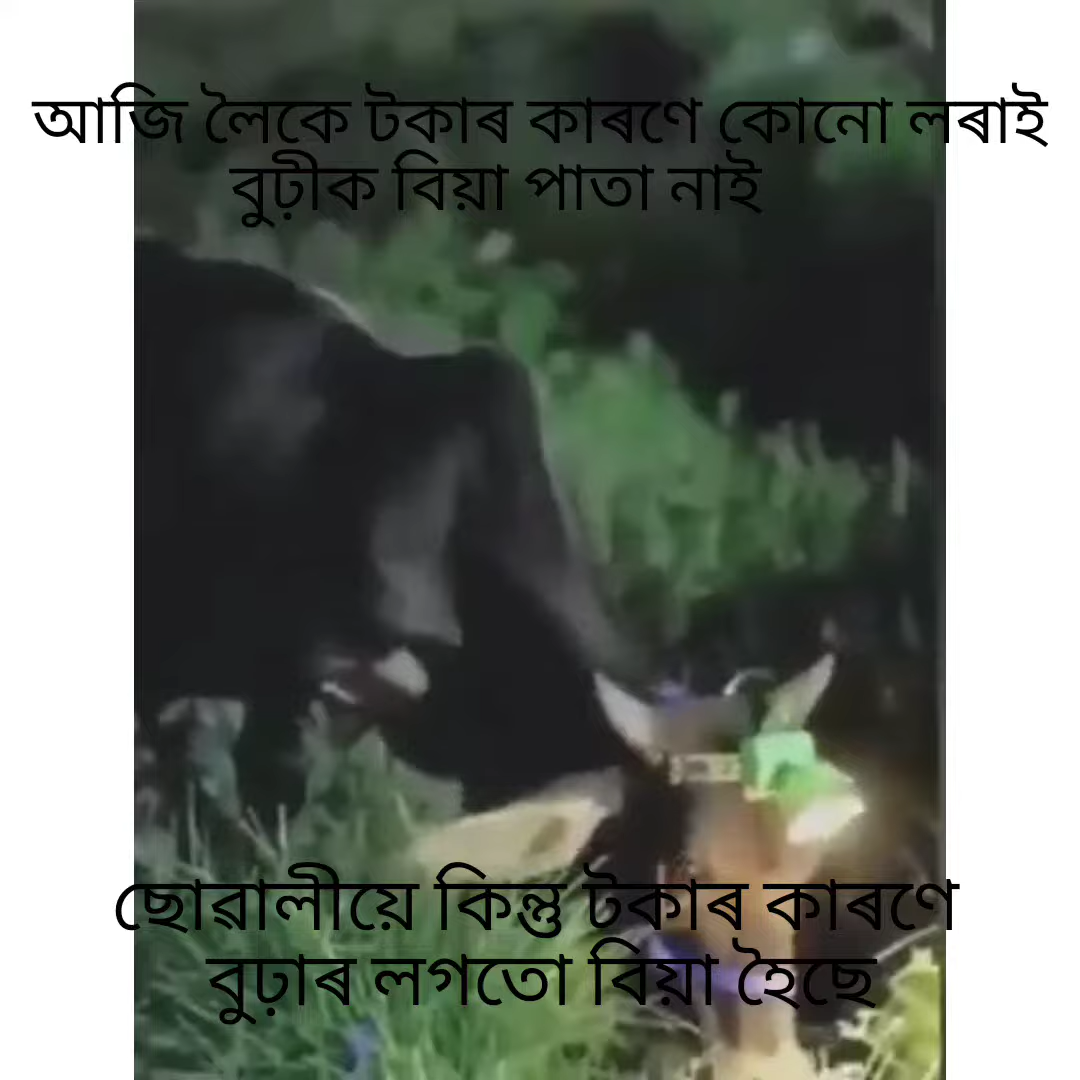 আজি লৈকে টকাৰ কাৰণে কোনো লৰাই
বুঢ়ীক বিয়া পাতা নাই
ছোৱালীয়ে কিন্তু টকাৰ কাৰণে
বুঢ়াৰ লগতো বিয়া হৈছে